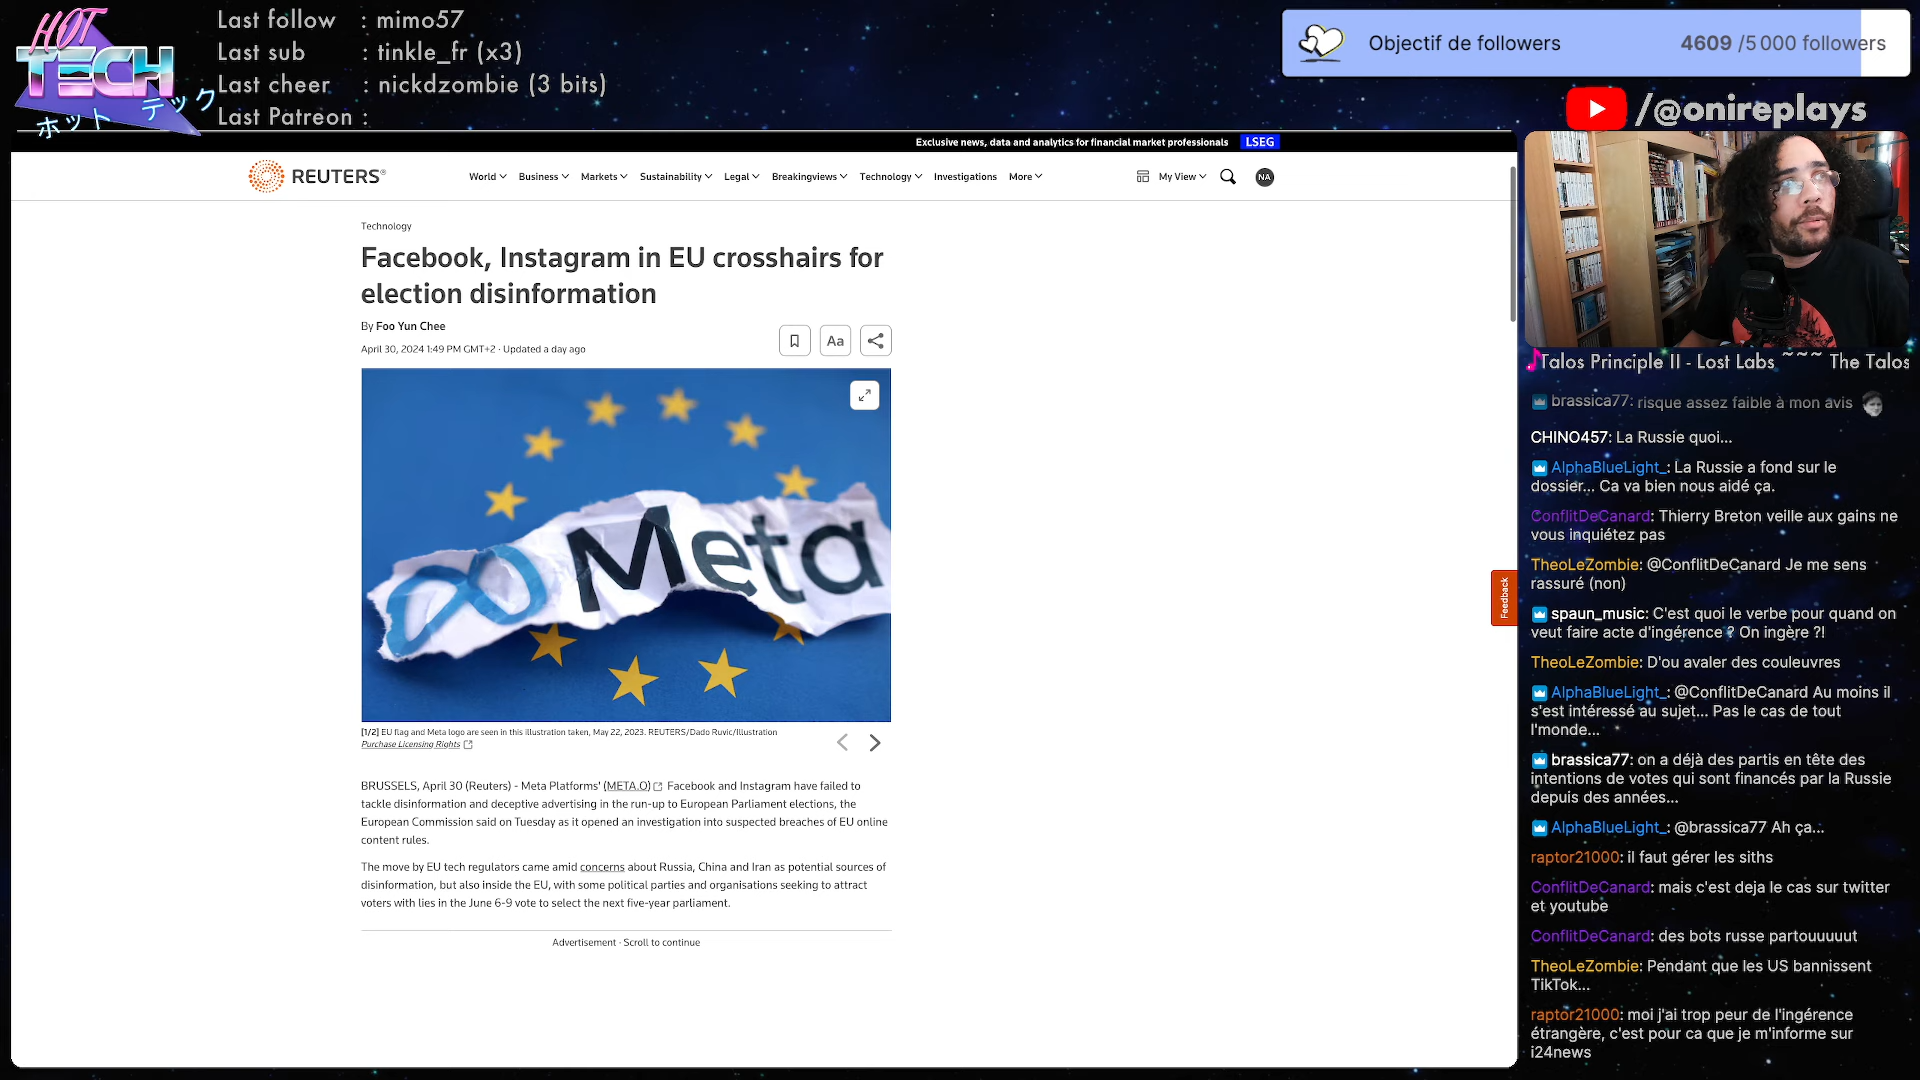 HOT
TECH
ホット テック
Last follow : mimo57
Last sub : tinkle_fr (x3)
Last cheer : nickdzombie (3 bits)
Last Patreon :
Objectif de followers
4609 /5 000 followers
/@onireplays
Exclusive news, data and analytics for financial market professionals
LSEG
REUTERS®
World
Business
Markets
Sustainability
Legal
Breakingviews
Technology
Investigations
More
My View
NA
Technology
Facebook, Instagram in EU crosshairs for
election disinformation
By Foo Yun Chee
April 30, 2024 1:49 PM GMT+2 · Updated a day ago
Aa
Meta
[1/2] EU flag and Meta logo are seen in this illustration taken, May 22, 2023. REUTERS/Dado Ruvic/Illustration
Purchase Licensing Rights
BRUSSELS, April 30 (Reuters) - Meta Platforms' (META.O) Facebook and Instagram have failed to
tackle disinformation and deceptive advertising in the run-up to European Parliament elections, the
European Commission said on Tuesday as it opened an investigation into suspected breaches of EU online
content rules.
The move by EU tech regulators came amid concerns about Russia, China and Iran as potential sources of
disinformation, but also inside the EU, with some political parties and organisations seeking to attract
voters with lies in the June 6-9 vote to select the next five-year parliament.
Advertisement · Scroll to continue
Feedback
Talos Principle II - Lost Labs ~~~ The Talos
brassica77: risque assez faible à mon avis
CHINO457: La Russie quoi...
AlphaBlueLight_: La Russie a fond sur le
dossier... Ca va bien nous aidé ça.
ConflitDeCanard: Thierry Breton veille aux gains ne
vous inquiétez pas
TheoLeZombie: @ConflitDeCanard Je me sens
rassuré (non)
spaun_music: C'est quoi le verbe pour quand on
veut faire acte d'ingérence ? On ingère ?!
TheoLeZombie: D'ou avaler des couleuvres
AlphaBlueLight_: @ConflitDeCanard Au moins il
s'est intéressé au sujet... Pas le cas de tout
l'monde...
brassica77: on a déjà des partis en tête des
intentions de votes qui sont financés par la Russie
depuis des années...
AlphaBlueLight_: @brassica77 Ah ça...
raptor21000: il faut gérer les siths
ConflitDeCanard: mais c'est deja le cas sur twitter
et youtube
ConflitDeCanard: des bots russe partouuuuut
TheoLeZombie: Pendant que les US bannissent
TikTok...
raptor21000: moi j'ai trop peur de l'ingérence
étrangère, c'est pour ca que je m'informe sur
i24news